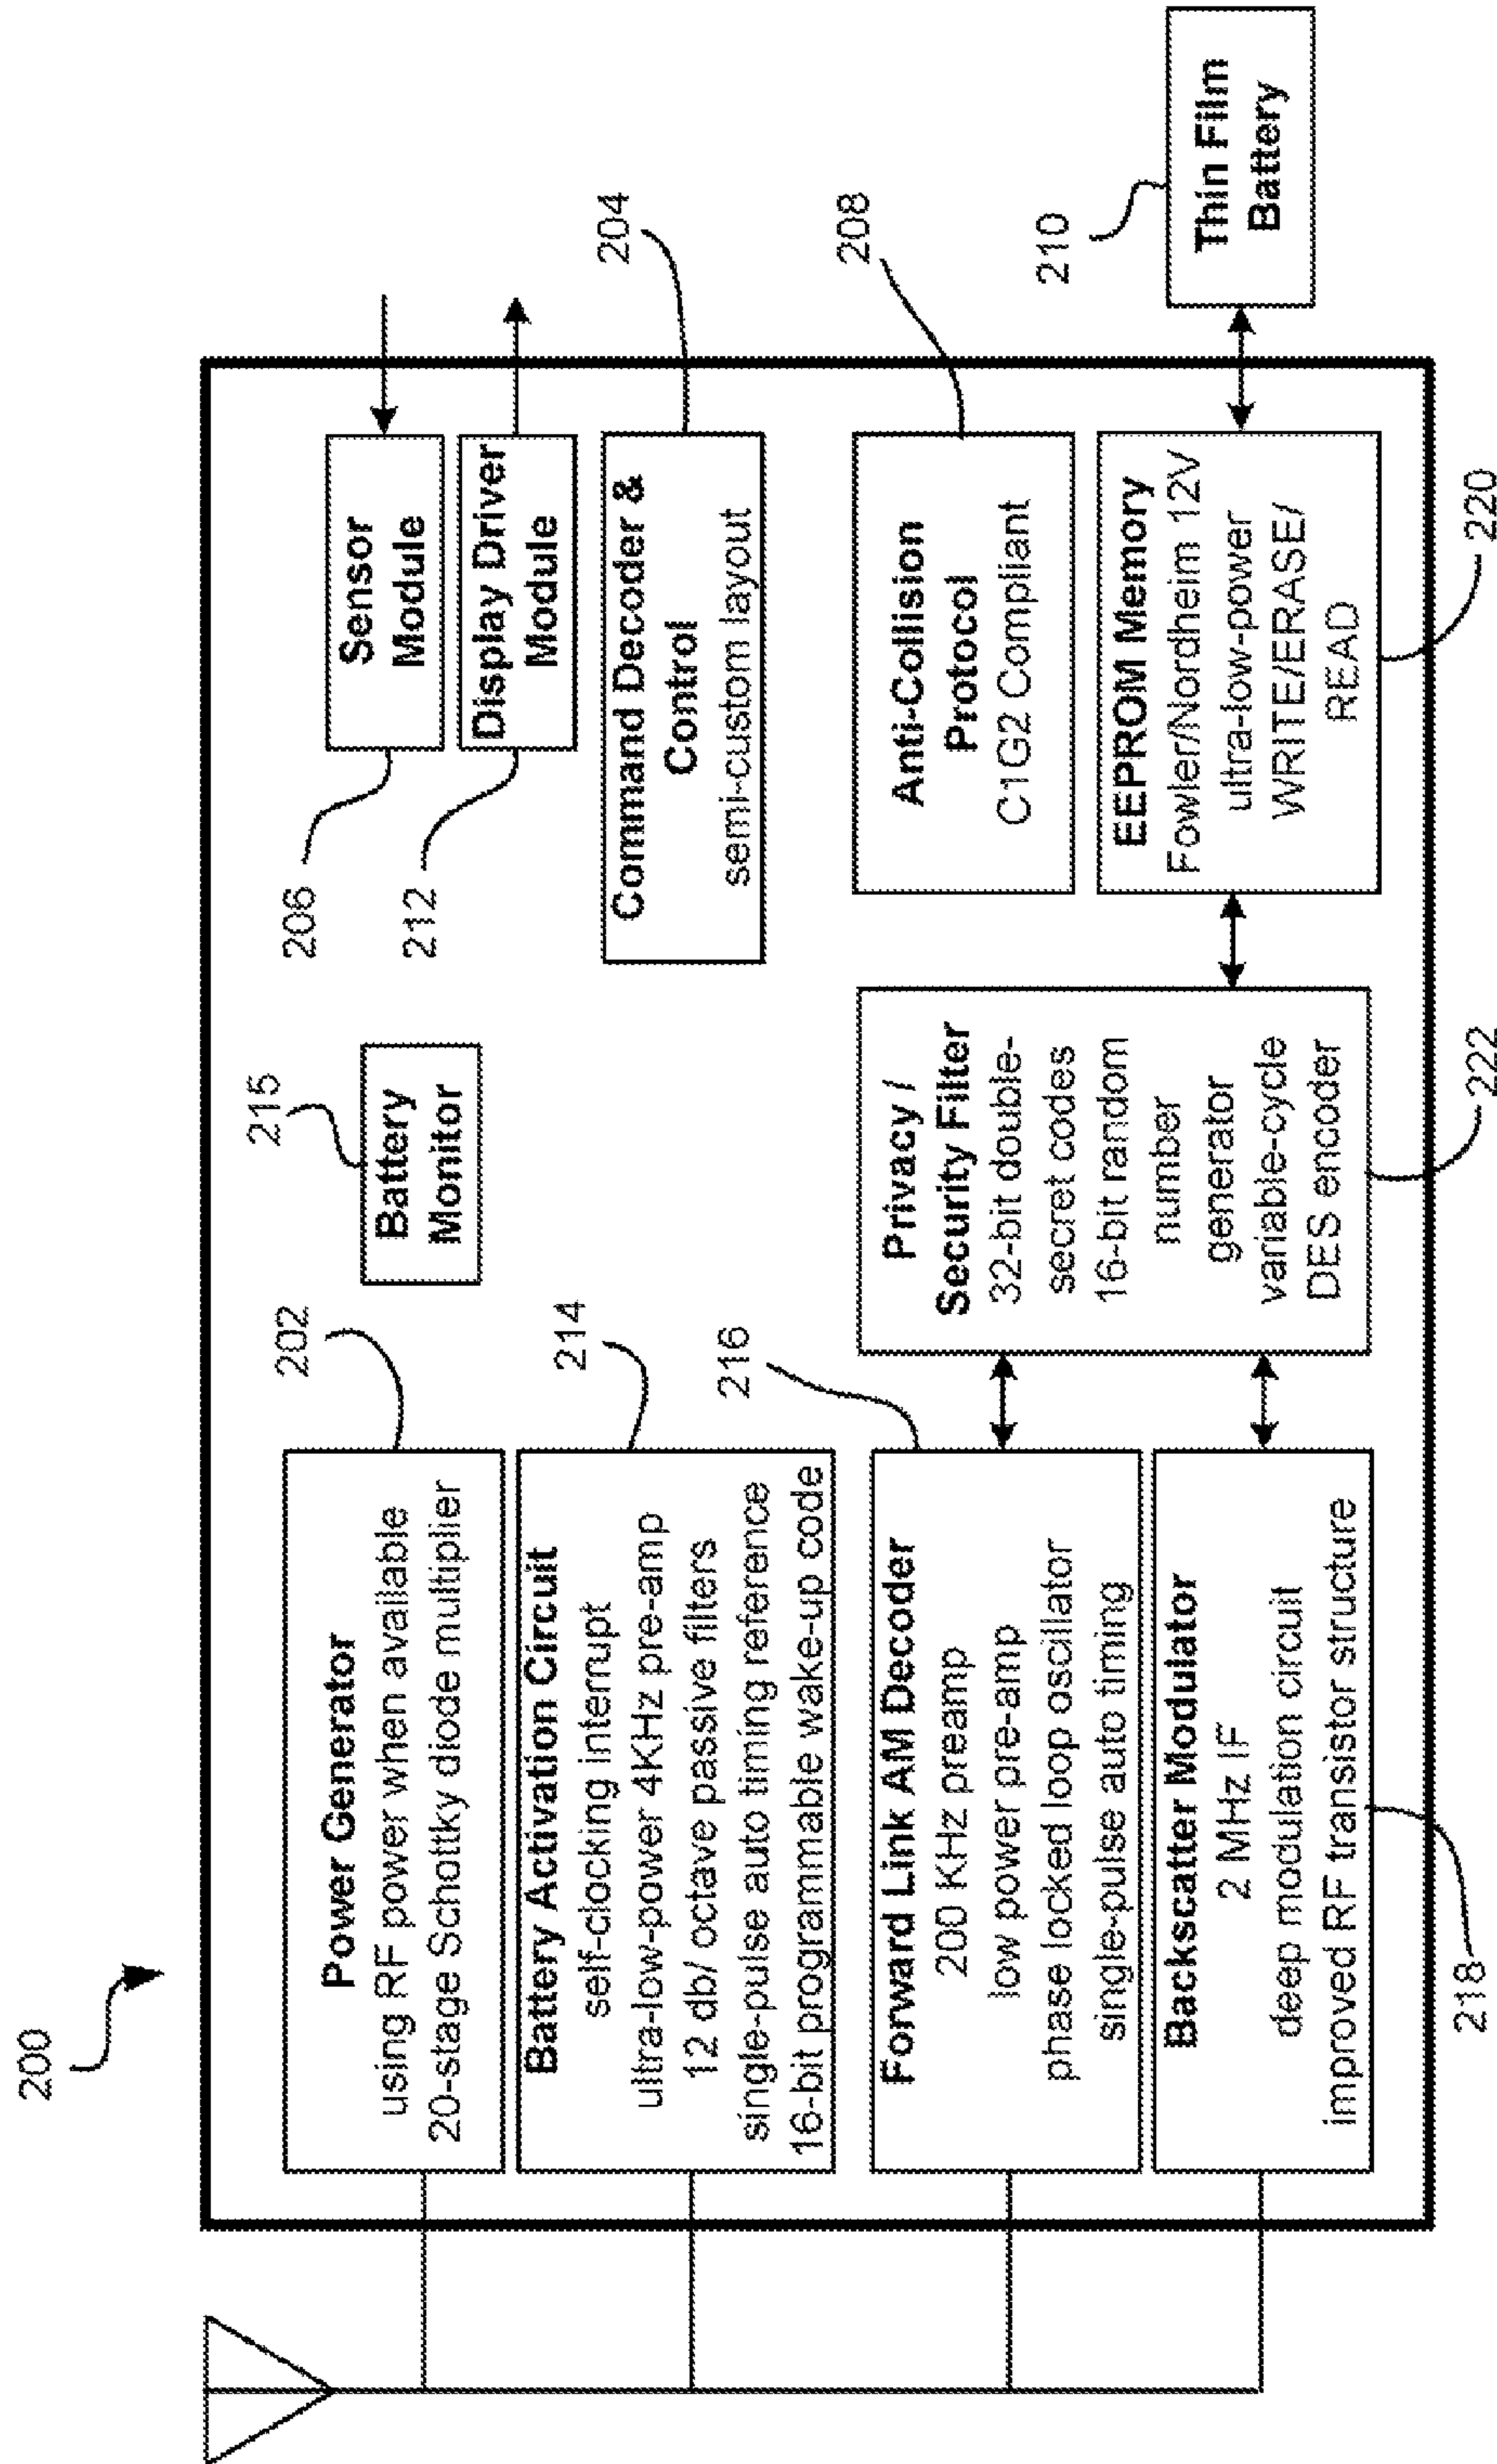 200
202
Power Generator
using RF power when available
20-stage Schottky diode multiplier
214
Battery Activation Circuit
self-clocking interrupt
ultra-low-power 4KHz pre-amp
12 db/ octave passive filters
single-pulse auto timing reference
16-bit programmable wake-up code
216
Forward Link AM Decoder
200 KHz preamp
low power pre-amp
phase locked loop oscillator
single-pulse auto timing
Backscatter Modulator
2 MHz IF
deep modulation circuit
improved RF transistor structure
218
215
Battery
Monitor
Privacy /
Security Filter
32-bit double-
secret codes
16-bit random
number
generator
variable-cycle
DES encoder
222
206
Sensor
Module
212
Display Driver
Module
204
Command Decoder &
Control
semi-custom layout
208
Anti-Collision
Protocol
C1G2 Compliant
EEPROM Memory
Fowler/Nordheim 12V
ultra-low-power
WRITE/ERASE/
READ
220
210
Thin Film
Battery